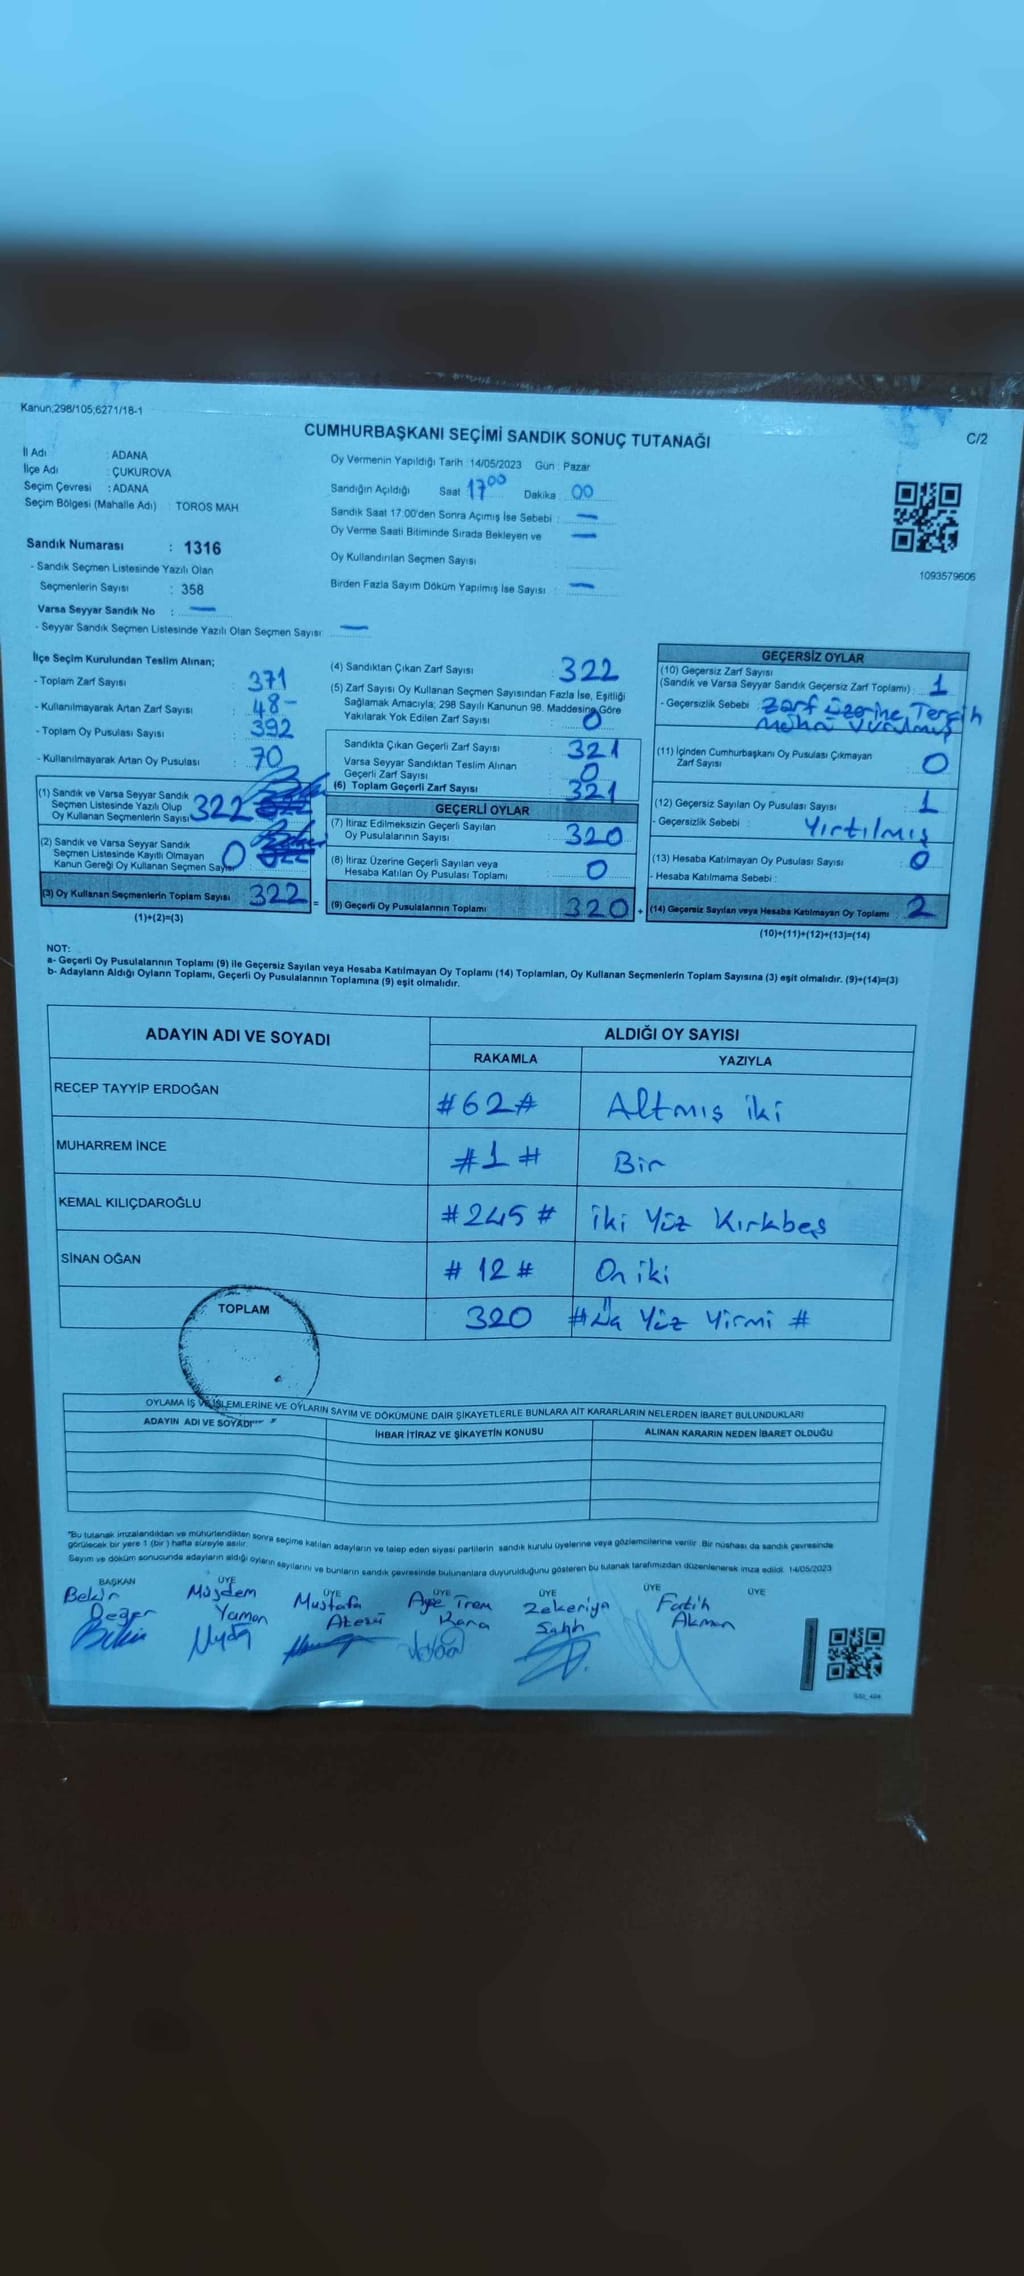 Kanun;298/105;6271/18-1
CUMHURBAŞKANI SEÇİMİ SANDIK SONUÇ TUTANAĞI
C/2
İl Adı : ADANA
İlçe Adı : ÇUKUROVA
Seçim Çevresi : ADANA
Seçim Bölgesi (Mahalle Adı) : TOROS MAH
Sandık Numarası : 1316
- Sandık Seçmen Listesinde Yazılı Olan
Seçmenlerin Sayısı : 358
Varsa Seyyar Sandık No : —
- Seyyar Sandık Seçmen Listesinde Yazılı Olan Seçmen Sayısı : —
Oy Vermenin Yapıldığı Tarih : 14/05/2023 Gün : Pazar
Sandığın Açıldığı Saat 17 00 Dakika 00
Sandık Saat 17:00'den Sonra Açımış İse Sebebi : —
Oy Verme Saati Bitiminde Sırada Bekleyen ve —
Oy Kullandırılan Seçmen Sayısı
Birden Fazla Sayım Döküm Yapılmış İse Sayısı : —
1093579606
İlçe Seçim Kurulundan Teslim Alınan;
- Toplam Zarf Sayısı : 371
- Kullanılmayarak Artan Zarf Sayısı : 48-
- Toplam Oy Pusulası Sayısı : 392
- Kullanılmayarak Artan Oy Pusulası : 70
(1) Sandık ve Varsa Seyyar Sandık
Seçmen Listesinde Yazılı Olup
Oy Kullanan Seçmenlerin Sayısı 322
(2) Sandık ve Varsa Seyyar Sandık
Seçmen Listesinde Kayıtlı Olmayan
Kanun Gereği Oy Kullanan Seçmen Sayısı 0
(3) Oy Kullanan Seçmenlerin Toplam Sayısı : 322
(1)+(2)=(3)
(4) Sandıktan Çıkan Zarf Sayısı : 322
(5) Zarf Sayısı Oy Kullanan Seçmen Sayısından Fazla İse, Eşitliği
Sağlamak Amacıyla; 298 Sayılı Kanunun 98. Maddesine Göre
Yakılarak Yok Edilen Zarf Sayısı : 0
Sandıkta Çıkan Geçerli Zarf Sayısı : 321
Varsa Seyyar Sandıktan Teslim Alınan
Geçerli Zarf Sayısı : 0
(6) Toplam Geçerli Zarf Sayısı : 321
GEÇERLİ OYLAR
(7) İtiraz Edilmeksizin Geçerli Sayılan
Oy Pusulalarının Sayısı : 320
(8) İtiraz Üzerine Geçerli Sayılan veya
Hesaba Katılan Oy Pusulası Toplamı : 0
= (9) Geçerli Oy Pusulalarının Toplamı : 320
GEÇERSİZ OYLAR
(10) Geçersiz Zarf Sayısı
(Sandık ve Varsa Seyyar Sandık Geçersiz Zarf Toplamı) : 1
- Geçersizlik Sebebi : Zarf Üzerine Tercih
Mührü Vurulmuş
(11) İçinden Cumhurbaşkanı Oy Pusulası Çıkmayan
Zarf Sayısı : 0
(12) Geçersiz Sayılan Oy Pusulası Sayısı : 1
- Geçersizlik Sebebi : Yırtılmış
(13) Hesaba Katılmayan Oy Pusulası Sayısı : 0
- Hesaba Katılmama Sebebi :
+ (14) Geçersiz Sayılan veya Hesaba Katılmayan Oy Toplamı : 2
(10)+(11)+(12)+(13)=(14)
NOT:
a- Geçerli Oy Pusulalarının Toplamı (9) ile Geçersiz Sayılan veya Hesaba Katılmayan Oy Toplamı (14) Toplamları, Oy Kullanan Seçmenlerin Toplam Sayısına (3) eşit olmalıdır. (9)+(14)=(3)
b- Adayların Aldığı Oyların Toplamı, Geçerli Oy Pusulalarının Toplamına (9) eşit olmalıdır.
ADAYIN ADI VE SOYADI
ALDIĞI OY SAYISI
RAKAMLA YAZIYLA
RECEP TAYYİP ERDOĞAN #62# Altmış iki
MUHARREM İNCE #1# Bir
KEMAL KILIÇDAROĞLU #245# iki Yüz Kırkbeş
SİNAN OĞAN #12# On iki
TOPLAM 320 #Üç Yüz Yirmi #
OYLAMA İŞ VE İŞLEMLERİNE VE OYLARIN SAYIM VE DÖKÜMÜNE DAİR ŞİKAYETLERLE BUNLARA AİT KARARLARIN NELERDEN İBARET BULUNDUKLARI
ADAYIN ADI VE SOYADI İHBAR İTİRAZ VE ŞİKAYETİN KONUSU ALINAN KARARIN NEDEN İBARET OLDUĞU
"Bu tutanak imzalandıktan ve mühürlendikten sonra seçime katılan adayların ve talep eden siyasi partilerin sandık kurulu üyelerine veya gözlemcilerine verilir. Bir nüshası da sandık çevresinde
görülecek bir yere 1 (bir) hafta süreyle asılır.
Sayım ve döküm sonucunda adayların aldığı oyların sayılarını ve bunların sandık çevresinde bulunanlara duyurulduğunu gösteren bu tutanak tarafımızdan düzenlenerek imza edildi. 14/05/2023
BAŞKAN ÜYE ÜYE ÜYE ÜYE ÜYE ÜYE
Bekir Müjdem Mustafa Zekeriya Fatih
Değer Yaman Kara Salih Akman